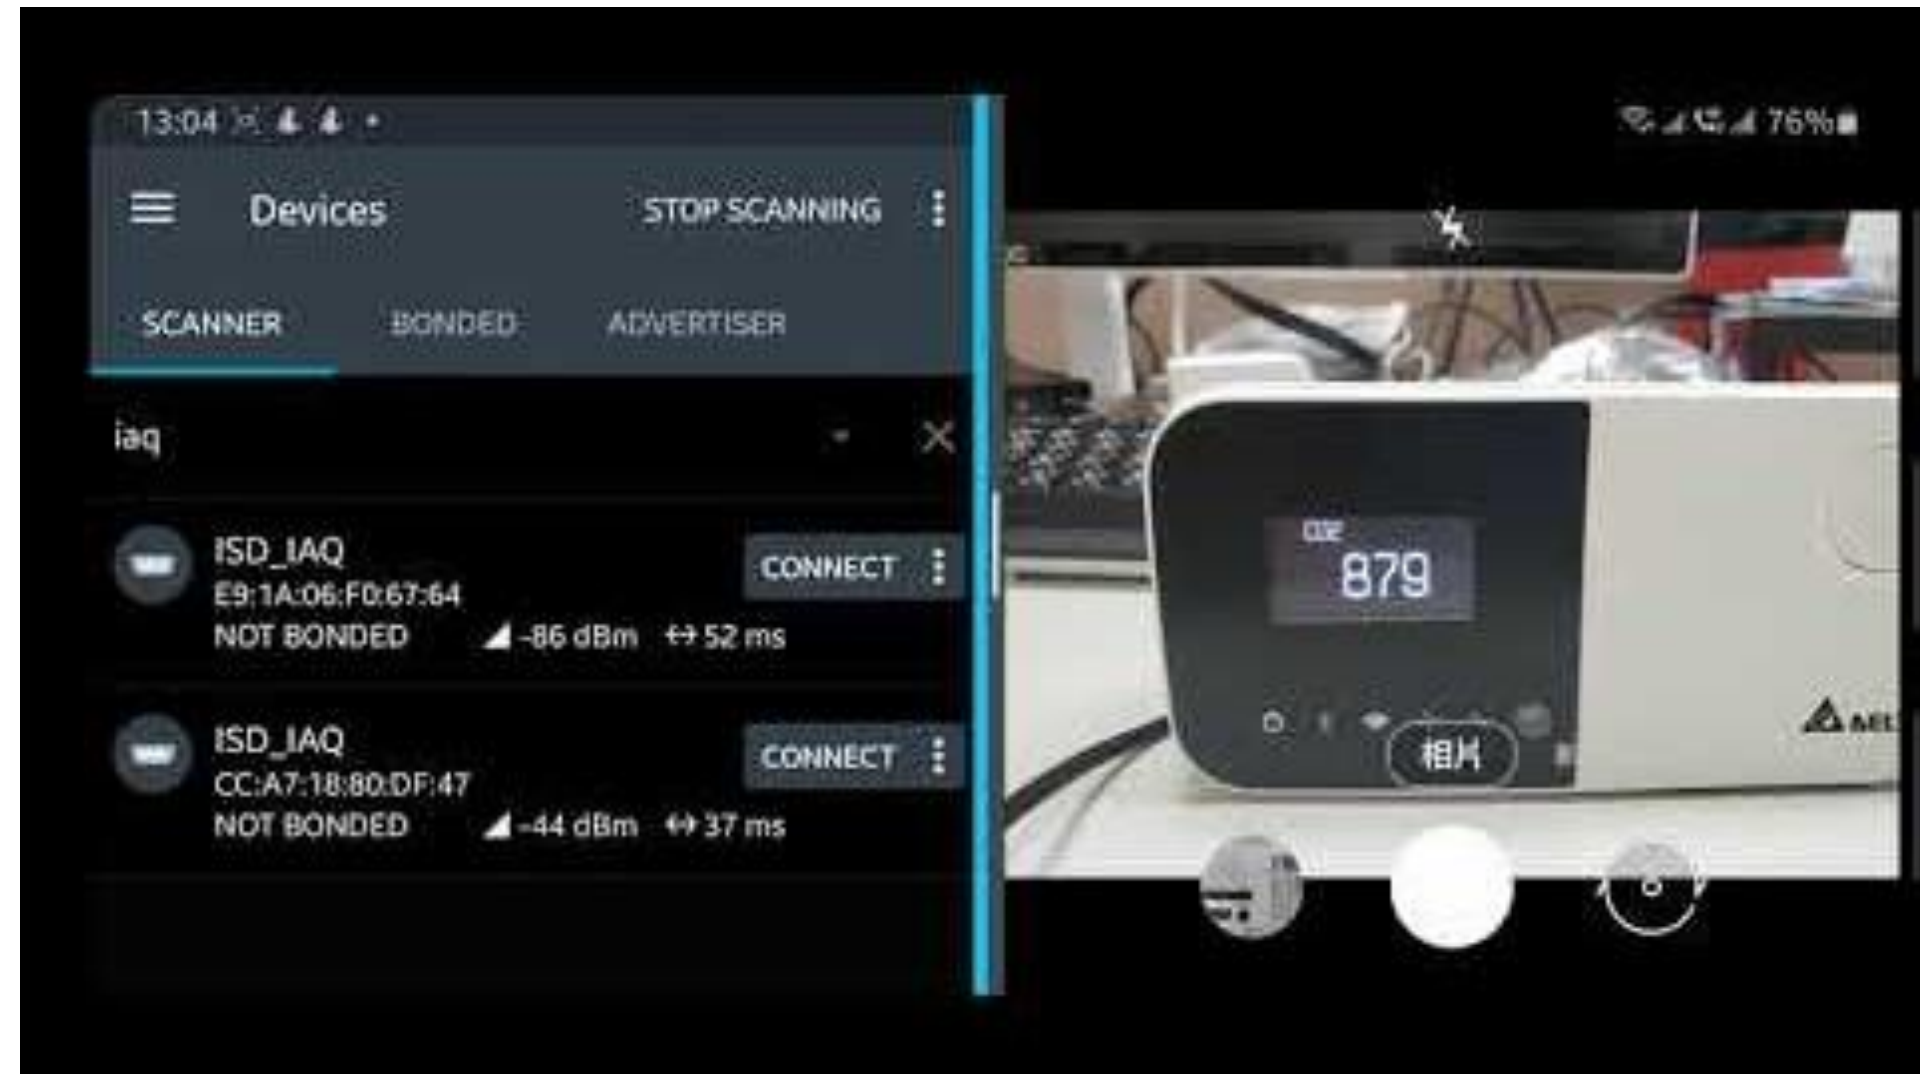 13:04
76%
Devices
STOP SCANNING
SCANNER
BONDED
ADVERTISER
iaq
ISD_IAQ
CONNECT
E9:1A:06:F0:67:64
NOT BONDED
-86 dBm
52 ms
ISD_IAQ
CONNECT
CC:A7:18:80:DF:47
NOT BONDED
-44 dBm
37 ms
879
相片